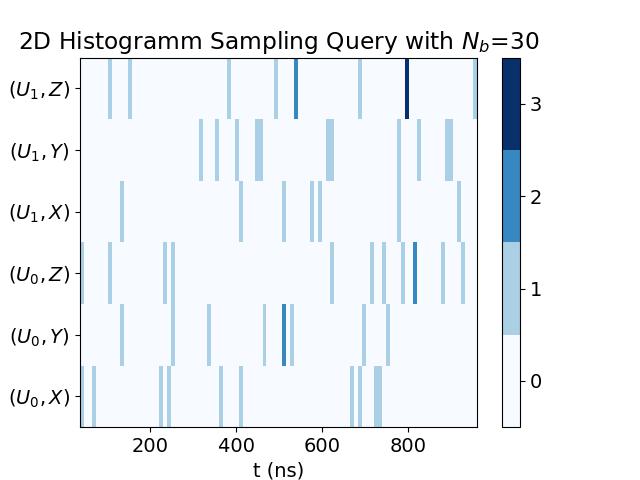 2D Histogramm Sampling Query with $N_b$=30
$(U_1, Z)$
$(U_1, Y)$
$(U_1, X)$
$(U_0, Z)$
$(U_0, Y)$
$(U_0, X)$
200 400 600 800
t (ns)
3
2
1
0